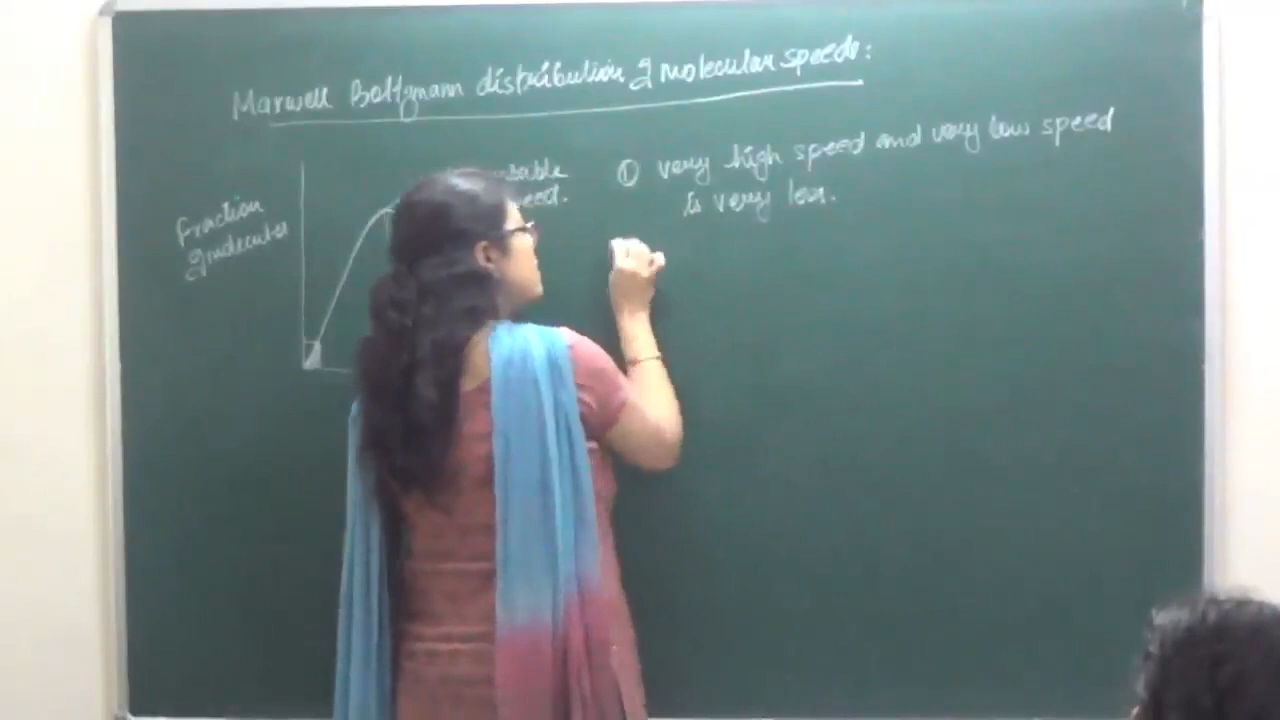 Maxwell Boltzmann distribution of molecular speeds:
Fraction
of molecules
speed.
① very high speed and very low speed
is very less.